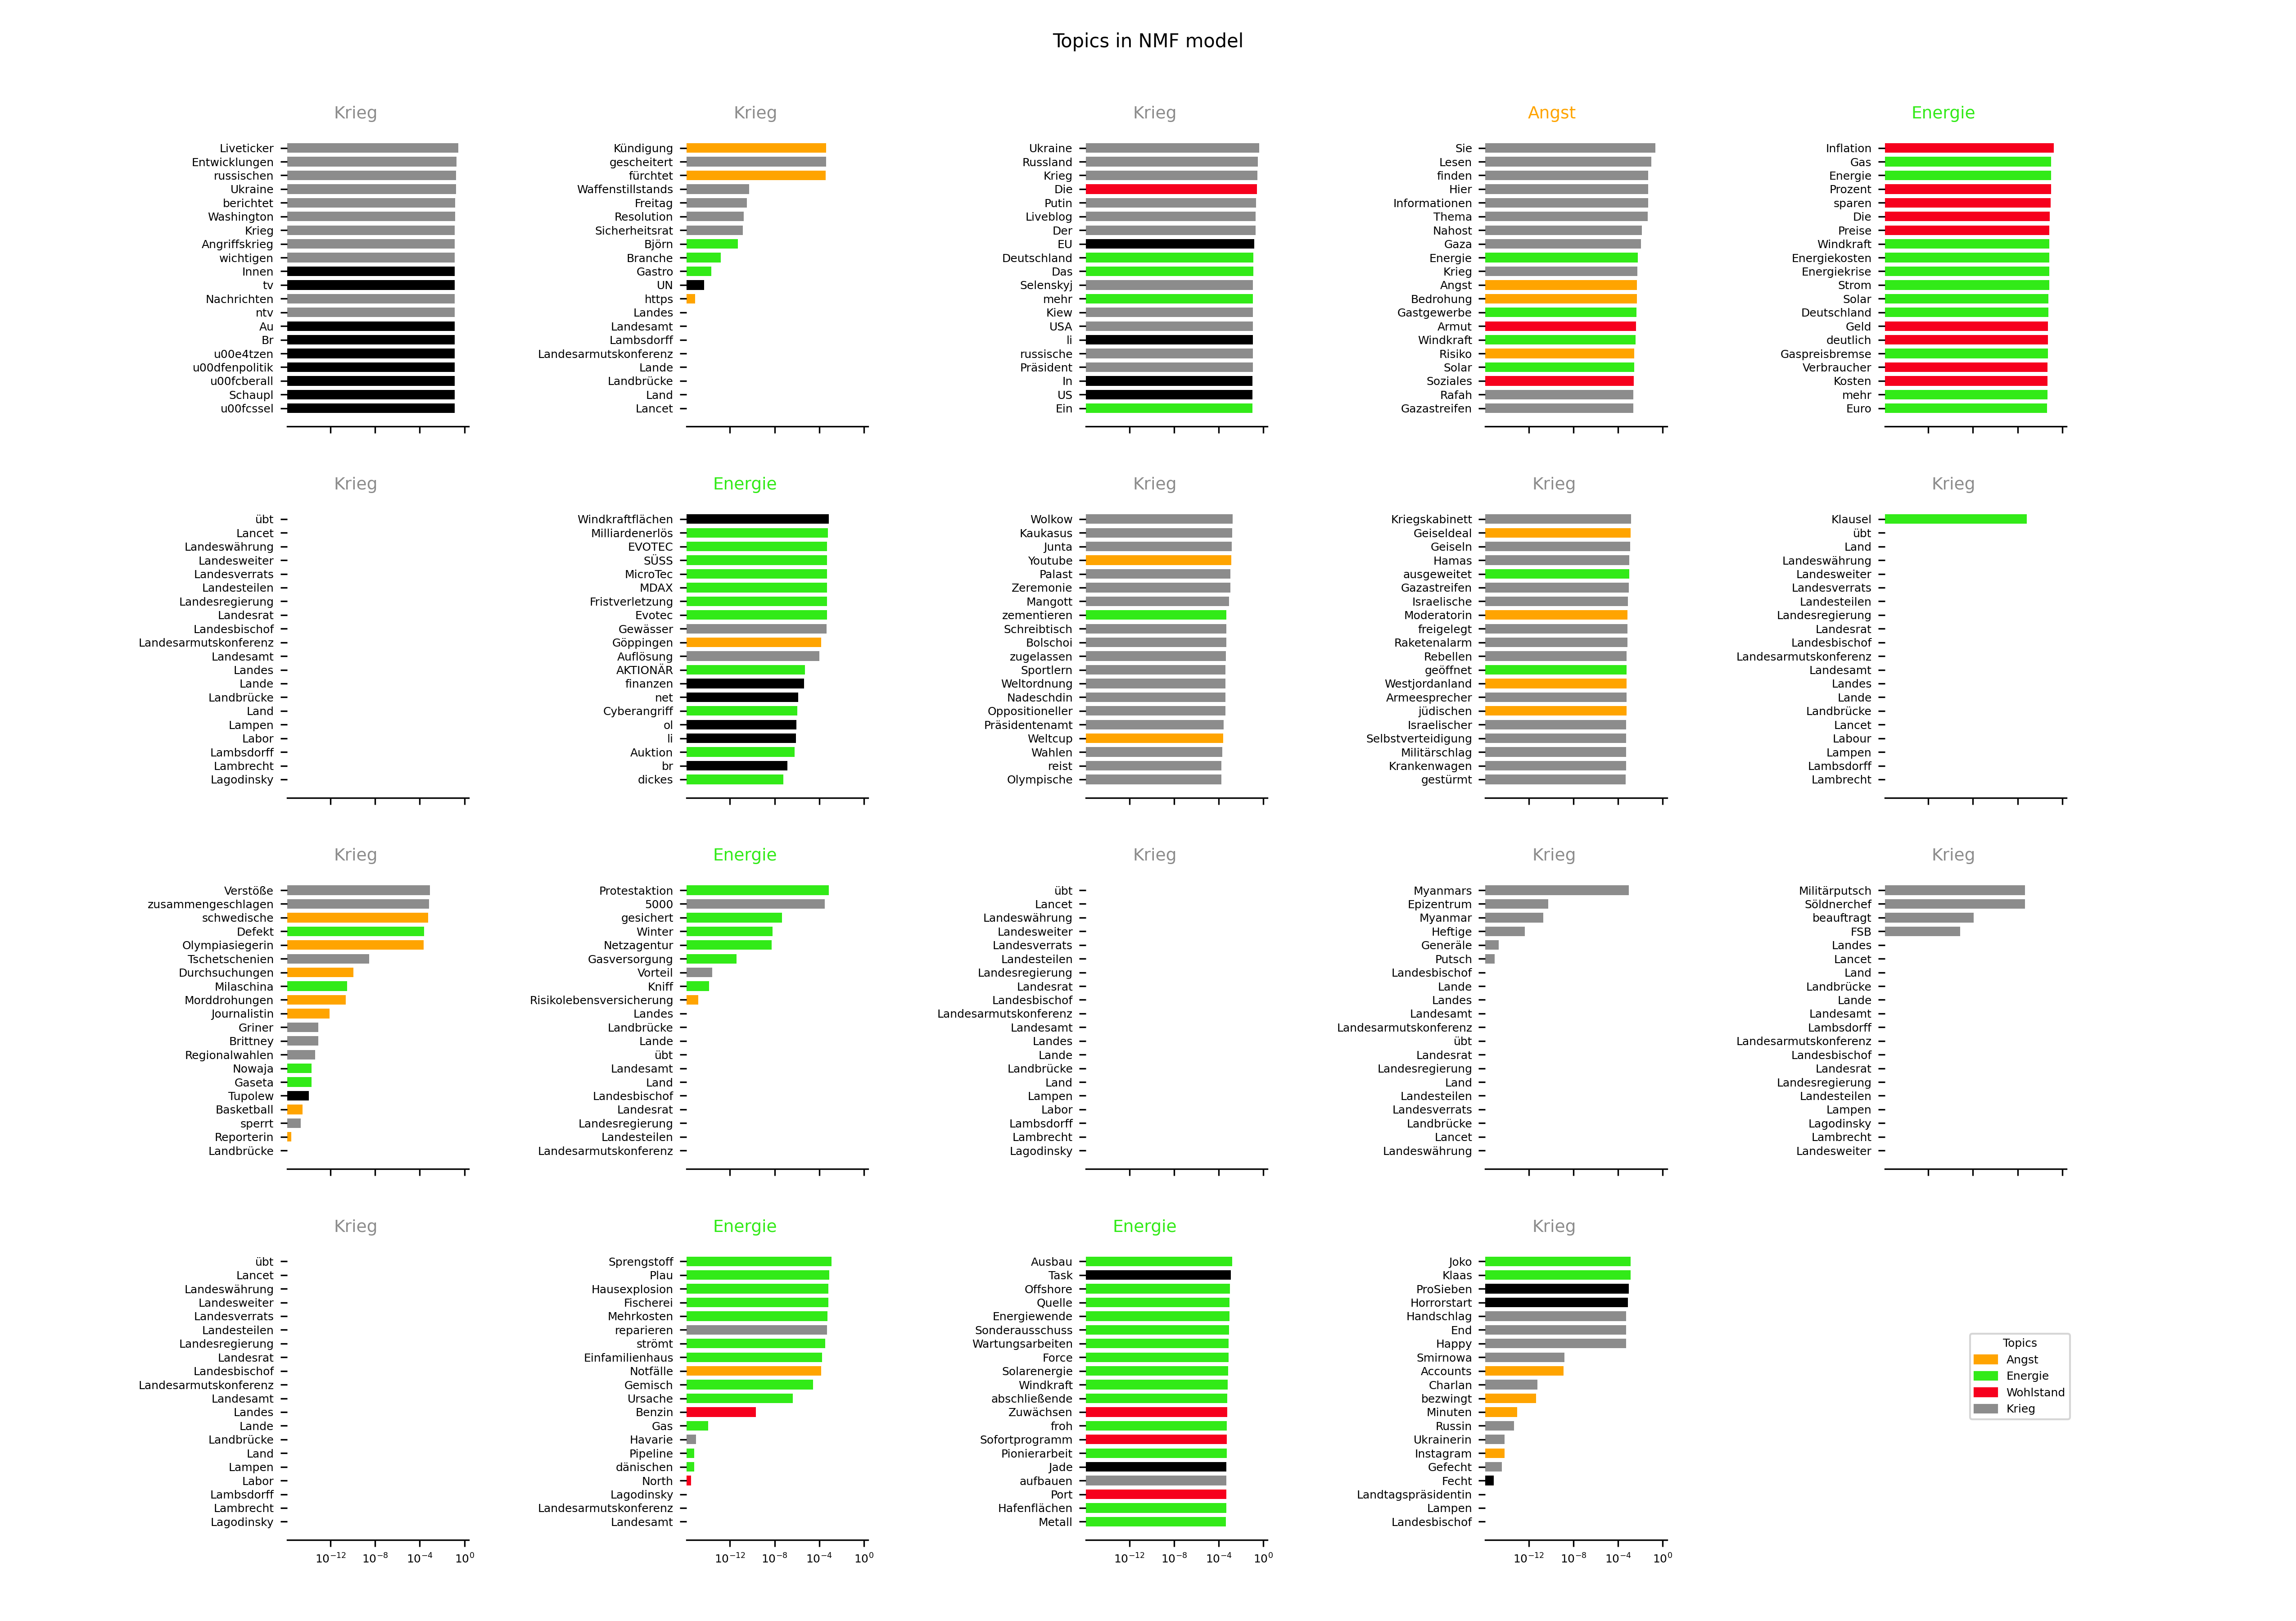 Topics in NMF model
Krieg
Liveticker
Entwicklungen
russischen
Ukraine
berichtet
Washington
Krieg
Angriffskrieg
wichtigen
Innen
tv
Nachrichten
ntv
Au
Br
u00e4tzen
u00dfenpolitik
u00fcberall
Schaupl
u00fcssel
Krieg
Kündigung
gescheitert
fürchtet
Waffenstillstands
Freitag
Resolution
Sicherheitsrat
Björn
Branche
Gastro
UN
https
Landes
Landesamt
Lambsdorff
Landesarmutskonferenz
Lande
Landbrücke
Land
Lancet
Krieg
Ukraine
Russland
Krieg
Die
Putin
Liveblog
Der
EU
Deutschland
Das
Selenskyj
mehr
Kiew
USA
li
russische
Präsident
In
US
Ein
Angst
Sie
Lesen
finden
Hier
Informationen
Thema
Nahost
Gaza
Energie
Krieg
Angst
Bedrohung
Gastgewerbe
Armut
Windkraft
Risiko
Solar
Soziales
Rafah
Gazastreifen
Energie
Inflation
Gas
Energie
Prozent
sparen
Die
Preise
Windkraft
Energiekosten
Energiekrise
Strom
Solar
Deutschland
Geld
deutlich
Gaspreisbremse
Verbraucher
Kosten
mehr
Euro
Krieg
übt
Lancet
Landeswährung
Landesweiter
Landesverrats
Landesteilen
Landesregierung
Landesrat
Landesbischof
Landesarmutskonferenz
Landesamt
Landes
Lande
Landbrücke
Land
Lampen
Labor
Lambsdorff
Lambrecht
Lagodinsky
Energie
Windkraftflächen
Milliardenerlös
EVOTEC
SÜSS
MicroTec
MDAX
Fristverletzung
Evotec
Gewässer
Göppingen
Auflösung
AKTIONÄR
finanzen
net
Cyberangriff
ol
li
Auktion
br
dickes
Krieg
Wolkow
Kaukasus
Junta
Youtube
Palast
Zeremonie
Mangott
zementieren
Schreibtisch
Bolschoi
zugelassen
Sportlern
Weltordnung
Nadeschdin
Oppositioneller
Präsidentenamt
Weltcup
Wahlen
reist
Olympische
Krieg
Kriegskabinett
Geiseldeal
Geiseln
Hamas
ausgeweitet
Gazastreifen
Israelische
Moderatorin
freigelegt
Raketenalarm
Rebellen
geöffnet
Westjordanland
Armeesprecher
jüdischen
Israelischer
Selbstverteidigung
Militärschlag
Krankenwagen
gestürmt
Krieg
Klausel
übt
Land
Landeswährung
Landesweiter
Landesverrats
Landesteilen
Landesregierung
Landesrat
Landesbischof
Landesarmutskonferenz
Landesamt
Landes
Lande
Landbrücke
Lancet
Labour
Lampen
Lambsdorff
Lambrecht
Krieg
Verstöße
zusammengeschlagen
schwedische
Defekt
Olympiasiegerin
Tschetschenien
Durchsuchungen
Milaschina
Morddrohungen
Journalistin
Griner
Brittney
Regionalwahlen
Nowaja
Gaseta
Tupolew
Basketball
sperrt
Reporterin
Landbrücke
Energie
Protestaktion
5000
gesichert
Winter
Netzagentur
Gasversorgung
Vorteil
Kniff
Risikolebensversicherung
Landes
Landbrücke
Lande
übt
Landesamt
Land
Landesbischof
Landesrat
Landesregierung
Landesteilen
Landesarmutskonferenz
Krieg
übt
Lancet
Landeswährung
Landesweiter
Landesverrats
Landesteilen
Landesregierung
Landesrat
Landesbischof
Landesarmutskonferenz
Landesamt
Landes
Lande
Landbrücke
Land
Lampen
Labor
Lambsdorff
Lambrecht
Lagodinsky
Krieg
Myanmars
Epizentrum
Myanmar
Heftige
Generäle
Putsch
Landesbischof
Lande
Landes
Landesamt
Landesarmutskonferenz
übt
Landesrat
Landesregierung
Land
Landesteilen
Landesverrats
Landbrücke
Lancet
Landeswährung
Krieg
Militärputsch
Söldnerchef
beauftragt
FSB
Landes
Lancet
Land
Landbrücke
Lande
Landesamt
Lambsdorff
Landesarmutskonferenz
Landesbischof
Landesrat
Landesregierung
Landesteilen
Lampen
Lagodinsky
Lambrecht
Landesweiter
Krieg
übt
Lancet
Landeswährung
Landesweiter
Landesverrats
Landesteilen
Landesregierung
Landesrat
Landesbischof
Landesarmutskonferenz
Landesamt
Landes
Lande
Landbrücke
Land
Lampen
Labor
Lambsdorff
Lambrecht
Lagodinsky
10⁻¹² 10⁻⁸ 10⁻⁴ 10⁰
Energie
Sprengstoff
Plau
Hausexplosion
Fischerei
Mehrkosten
reparieren
strömt
Einfamilienhaus
Notfälle
Gemisch
Ursache
Benzin
Gas
Havarie
Pipeline
dänischen
North
Lagodinsky
Landesarmutskonferenz
Landesamt
10⁻¹² 10⁻⁸ 10⁻⁴ 10⁰
Energie
Ausbau
Task
Offshore
Quelle
Energiewende
Sonderausschuss
Wartungsarbeiten
Force
Solarenergie
Windkraft
abschließende
Zuwächsen
froh
Sofortprogramm
Pionierarbeit
Jade
aufbauen
Port
Hafenflächen
Metall
10⁻¹² 10⁻⁸ 10⁻⁴ 10⁰
Krieg
Joko
Klaas
ProSieben
Horrorstart
Handschlag
End
Happy
Smirnowa
Accounts
Charlan
bezwingt
Minuten
Russin
Ukrainerin
Instagram
Gefecht
Fecht
Landtagspräsidentin
Lampen
Landesbischof
10⁻¹² 10⁻⁸ 10⁻⁴ 10⁰
Topics
Angst
Energie
Wohlstand
Krieg